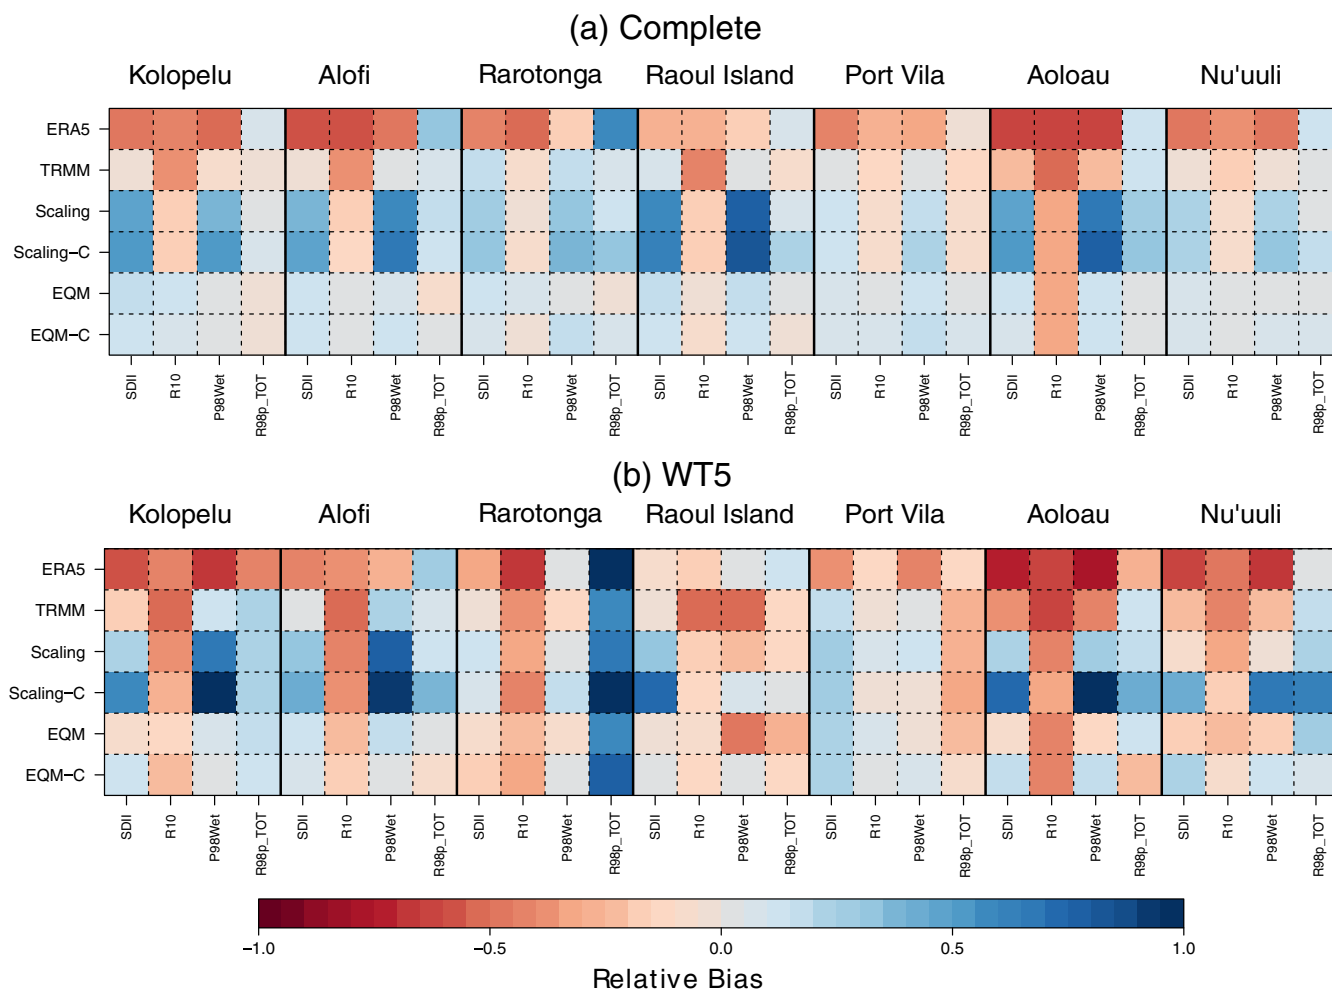 (a) Complete
Kolopelu Alofi Rarotonga Raoul Island Port Vila Aoloau Nu'uuli
ERA5
TRMM
Scaling
Scaling−C
EQM
EQM−C
SDII R10 P98Wet R98p_TOT SDII R10 P98Wet R98p_TOT SDII R10 P98Wet R98p_TOT SDII R10 P98Wet R98p_TOT SDII R10 P98Wet R98p_TOT SDII R10 P98Wet R98p_TOT SDII R10 P98Wet R98p_TOT
(b) WT5
Kolopelu Alofi Rarotonga Raoul Island Port Vila Aoloau Nu'uuli
ERA5
TRMM
Scaling
Scaling−C
EQM
EQM−C
SDII R10 P98Wet R98p_TOT SDII R10 P98Wet R98p_TOT SDII R10 P98Wet R98p_TOT SDII R10 P98Wet R98p_TOT SDII R10 P98Wet R98p_TOT SDII R10 P98Wet R98p_TOT SDII R10 P98Wet R98p_TOT
−1.0 −0.5 0.0 0.5 1.0
Relative Bias